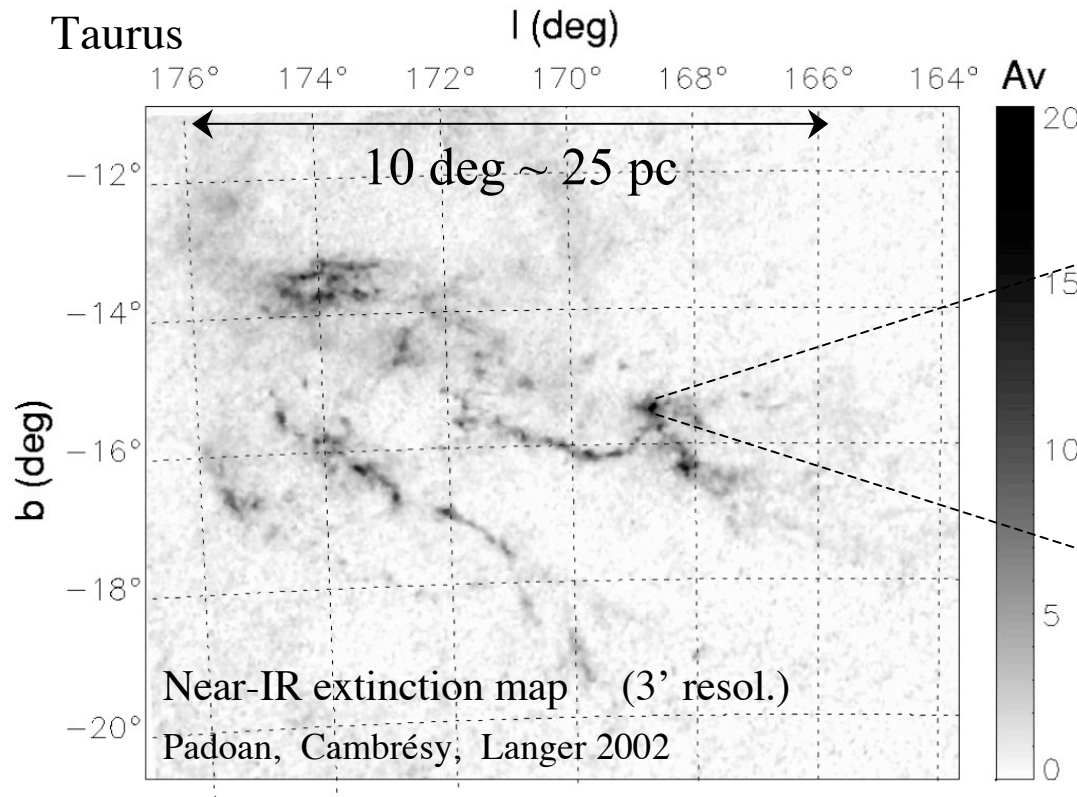 Taurus
l (deg)
176° 174° 172° 170° 168° 166° 164°
Av
10 deg ~ 25 pc
20
15
10
5
0
−12°
−14°
−16°
−18°
−20°
b (deg)
Near-IR extinction map (3’ resol.)
Padoan, Cambrésy, Langer 2002